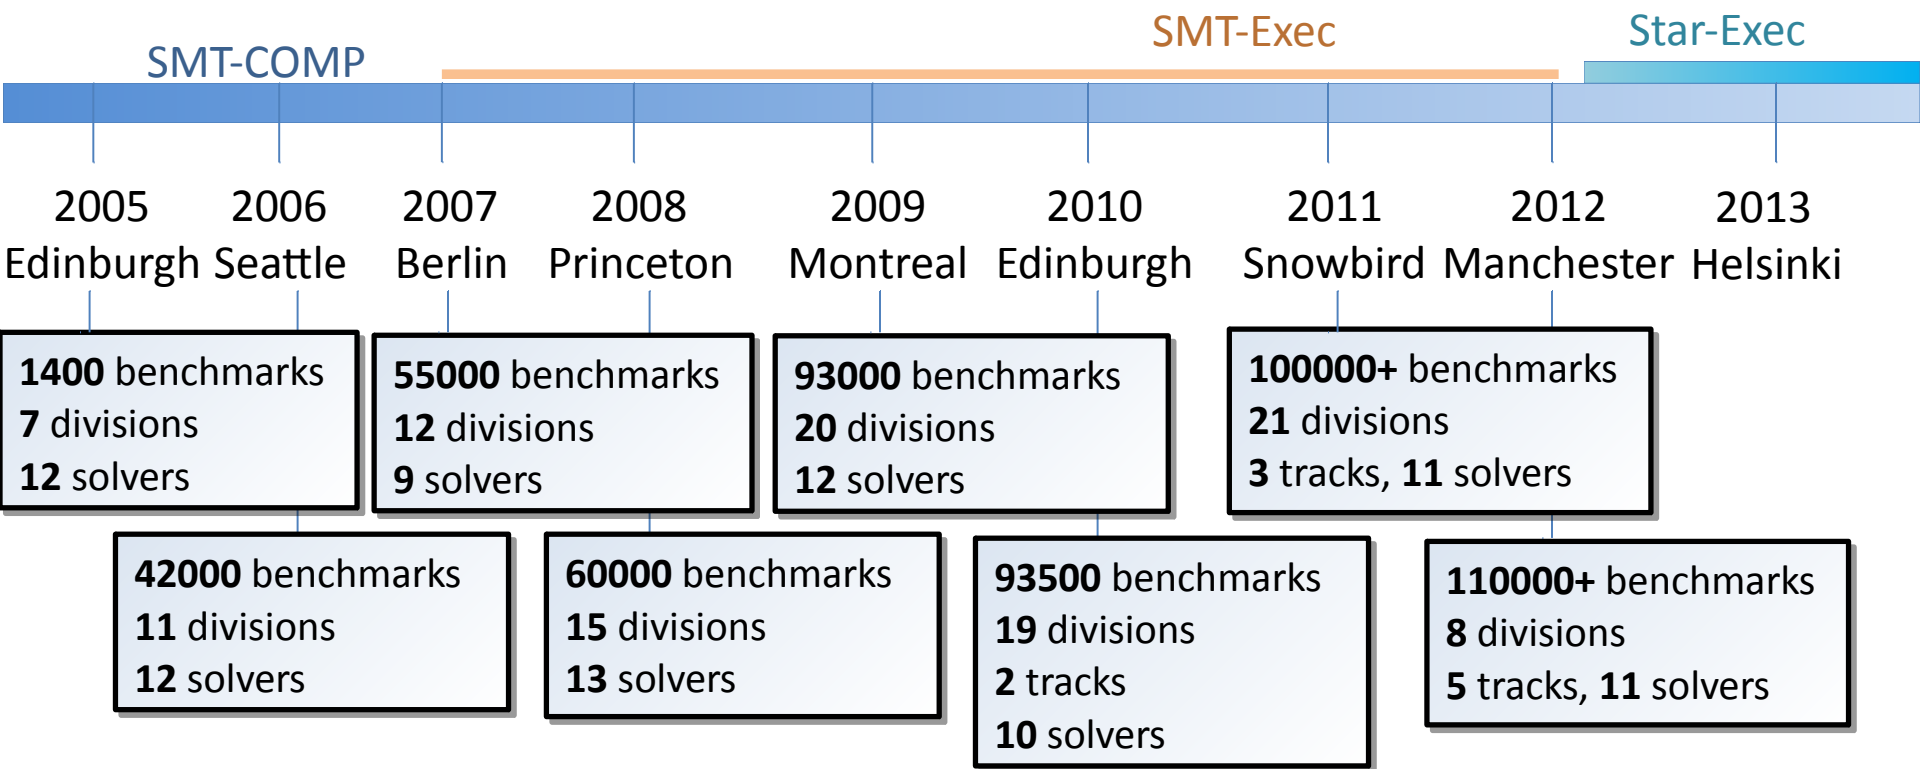 SMT-COMP
SMT-Exec
Star-Exec
2005 2006 2007 2008 2009 2010 2011 2012 2013
Edinburgh Seattle Berlin Princeton Montreal Edinburgh Snowbird Manchester Helsinki
1400 benchmarks
7 divisions
12 solvers
55000 benchmarks
12 divisions
9 solvers
93000 benchmarks
20 divisions
12 solvers
100000+ benchmarks
21 divisions
3 tracks, 11 solvers
42000 benchmarks
11 divisions
12 solvers
60000 benchmarks
15 divisions
13 solvers
93500 benchmarks
19 divisions
2 tracks
10 solvers
110000+ benchmarks
8 divisions
5 tracks, 11 solvers